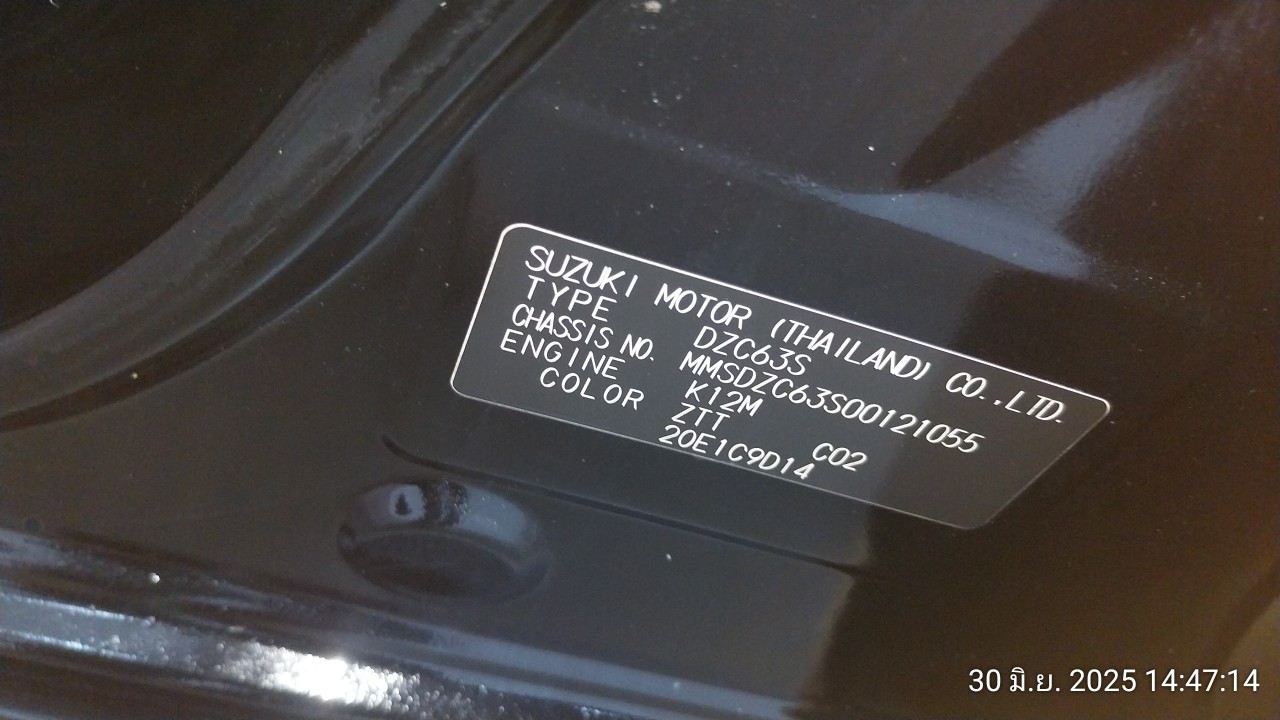 SUZUKI MOTOR (THAILAND) CO.,LTD.
TYPE DZC63S
CHASSIS NO. MMSDZC63S00121055
ENGINE K12M
COLOR ZTT C02
20E1C9D14
30 มิ.ย. 2025 14:47:14